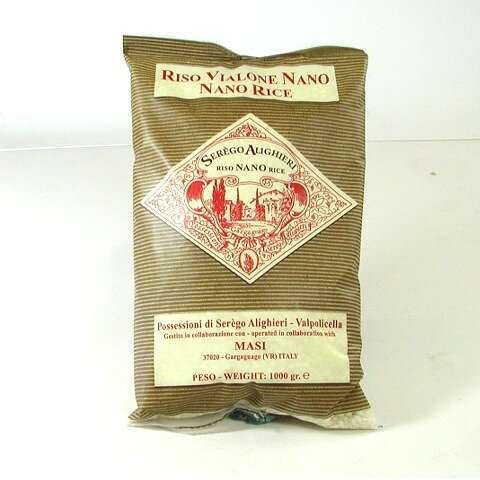 RISO VIALONE NANO
NANO RICE
SERÈGO ALIGHIERI
RISO NANO RICE
Gargagnago
Possessioni di Serègo Alighieri - Valpolicella
Gestito in collaborazione con - operated in collaboration with
MASI
37020 - Gargagnago (VR) ITALY
PESO - WEIGHT: 1000 gr. ℮